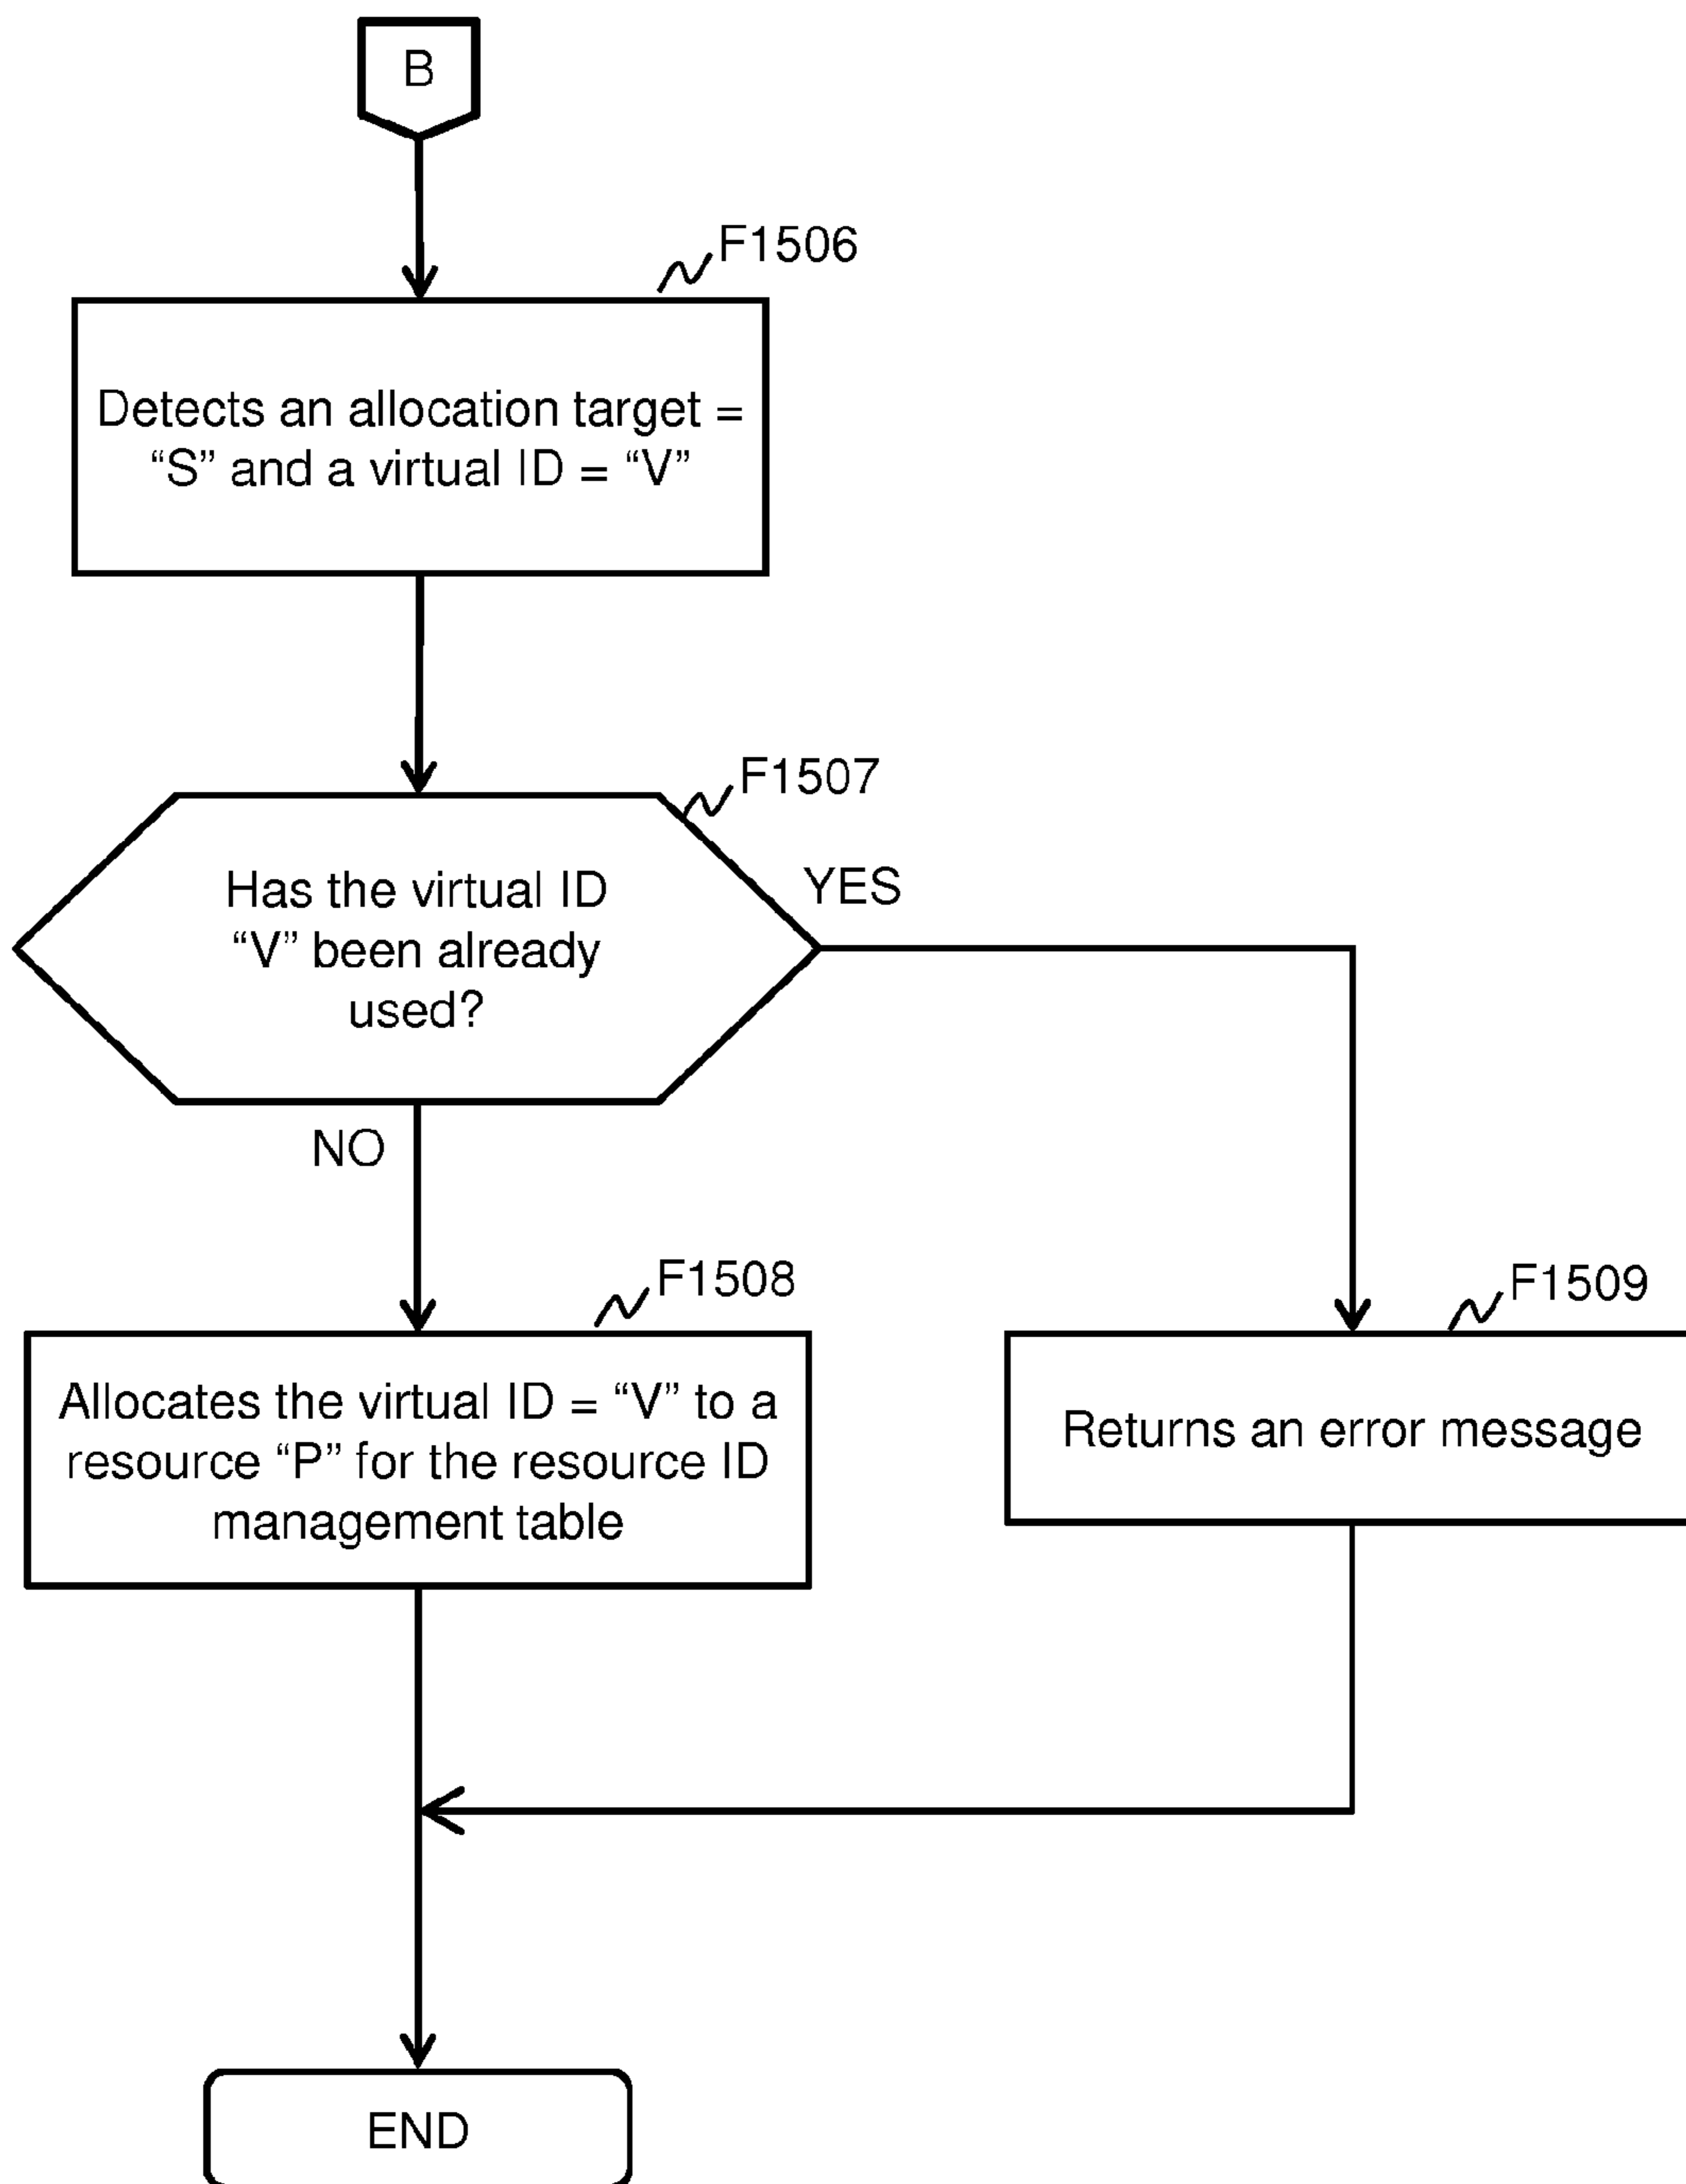 B
F1506
Detects an allocation target =
“S” and a virtual ID = “V”
F1507
Has the virtual ID
“V” been already
used?
YES
NO
F1508
Allocates the virtual ID = “V” to a
resource “P” for the resource ID
management table
F1509
Returns an error message
END